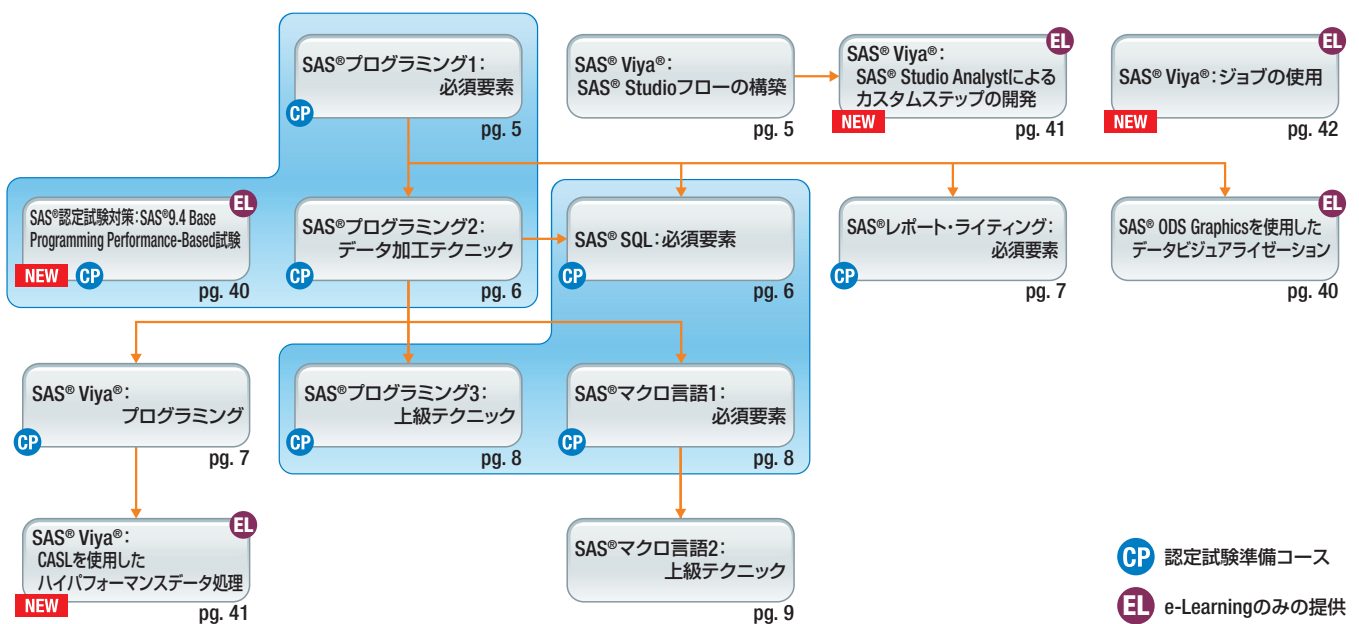 SAS®プログラミング1：
必須要素
CP
pg. 5
SAS® Viya®：
SAS® Studioフローの構築
pg. 5
EL
SAS® Viya®：
SAS® Studio Analystによる
カスタムステップの開発
NEW
pg. 41
EL
SAS® Viya®：ジョブの使用
NEW
pg. 42
EL
SAS®認定試験対策：SAS®9.4 Base
Programming Performance-Based試験
NEW
CP
pg. 40
SAS®プログラミング2：
データ加工テクニック
CP
pg. 6
SAS® SQL：必須要素
CP
pg. 6
SAS®レポート・ライティング：
必須要素
CP
pg. 7
EL
SAS® ODS Graphicsを使用した
データビジュアライゼーション
pg. 40
SAS® Viya®：
プログラミング
CP
pg. 7
SAS®プログラミング3：
上級テクニック
CP
pg. 8
SAS®マクロ言語1：
必須要素
CP
pg. 8
EL
SAS® Viya®：
CASLを使用した
ハイパフォーマンスデータ処理
NEW
pg. 41
SAS®マクロ言語2：
上級テクニック
pg. 9
CP 認定試験準備コース
EL e-Learningのみの提供